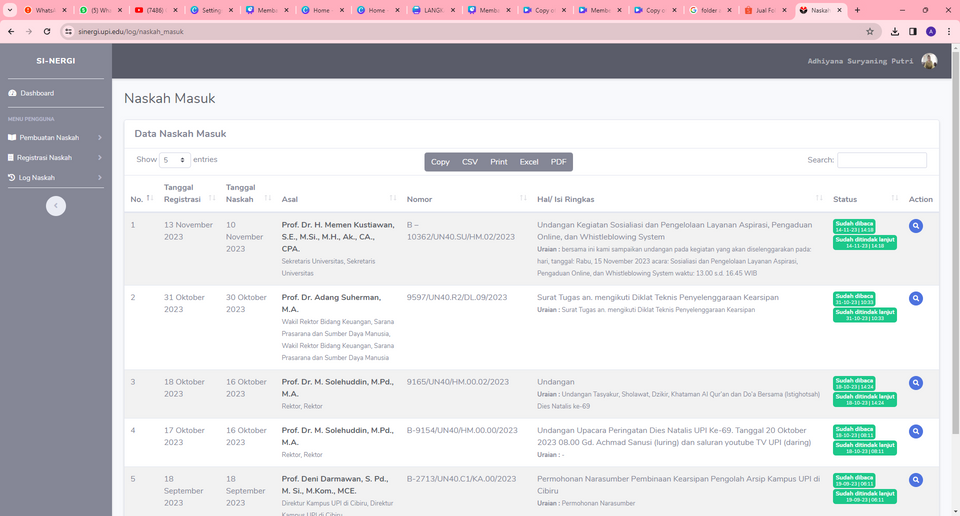 WhatsA
(5) Wha
(7486)
Setting
Membe
Home -
Home -
LANGK
Membe
Copy o
Membe
Copy o
folder
Jual Fo
Naskah
sinergi.upi.edu/log/naskah_masuk
A
SI-NERGI
Adhiyana Suryaning Putri
Dashboard
MENU PENGGUNA
Pembuatan Naskah
Registrasi Naskah
Log Naskah
Naskah Masuk
Data Naskah Masuk
Show 5 entries
Copy CSV Print Excel PDF
Search:
No. Tanggal Registrasi Tanggal Naskah Asal Nomor Hal/ Isi Ringkas Status Action
1
13 November
2023
10
November
2023
Prof. Dr. H. Memen Kustiawan,
S.E., M.Si., M.H., Ak., CA.,
CPA.
Sekretaris Universitas, Sekretaris
Universitas
B –
10362/UN40.SU/HM.02/2023
Undangan Kegiatan Sosialiasi dan Pengelolaan Layanan Aspirasi, Pengaduan
Online, dan Whistleblowing System
Uraian : bersama ini kami sampaikan undangan pada kegiatan yang akan diselenggarakan pada:
hari, tanggal: Rabu, 15 November 2023 acara: Sosialiasi dan Pengelolaan Layanan Aspirasi,
Pengaduan Online, dan Whistleblowing System waktu: 13.00 s.d. 16.45 WIB
Sudah dibaca
14-11-23 | 14:18
Sudah ditindak lanjut
14-11-23 | 14:18
2
31 Oktober
2023
30 Oktober
2023
Prof. Dr. Adang Suherman,
M.A.
Wakil Rektor Bidang Keuangan, Sarana
Prasarana dan Sumber Daya Manusia,
Wakil Rektor Bidang Keuangan, Sarana
Prasarana dan Sumber Daya Manusia
9597/UN40.R2/DL.09/2023
Surat Tugas an. mengikuti Diklat Teknis Penyelenggaraan Kearsipan
Uraian : Surat Tugas an. mengikuti Diklat Teknis Penyelenggaraan Kearsipan
Sudah dibaca
31-10-23 | 10:33
Sudah ditindak lanjut
31-10-23 | 10:33
3
18 Oktober
2023
16 Oktober
2023
Prof. Dr. M. Solehuddin, M.Pd.,
M.A.
Rektor, Rektor
9165/UN40/HM.00.02/2023
Undangan
Uraian : Undangan Tasyakur, Sholawat, Dzikir, Khataman Al Qur'an dan Do'a Bersama (Istighotsah)
Dies Natalis ke-69
Sudah dibaca
18-10-23 | 14:24
Sudah ditindak lanjut
18-10-23 | 14:24
4
17 Oktober
2023
16 Oktober
2023
Prof. Dr. M. Solehuddin, M.Pd.,
M.A.
Rektor, Rektor
B-9154/UN40/HM.00.00/2023
Undangan Upacara Peringatan Dies Natalis UPI Ke-69. Tanggal 20 Oktober
2023 08.00 Gd. Achmad Sanusi (luring) dan saluran youtube TV UPI (daring)
Uraian : -
Sudah dibaca
18-10-23 | 08:11
Sudah ditindak lanjut
18-10-23 | 08:11
5
18
September
2023
18
September
2023
Prof. Deni Darmawan, S. Pd.,
M. Si., M.Kom., MCE.
Direktur Kampus UPI di Cibiru, Direktur
Kampus UPI di Cibiru
B-2713/UN40.C1/KA.00/2023
Permohonan Narasumber Pembinaan Kearsipan Pengolah Arsip Kampus UPI di
Cibiru
Uraian : Permohonan Narasumber
Sudah dibaca
19-09-23 | 08:11
Sudah ditindak lanjut
19-09-23 | 08:11